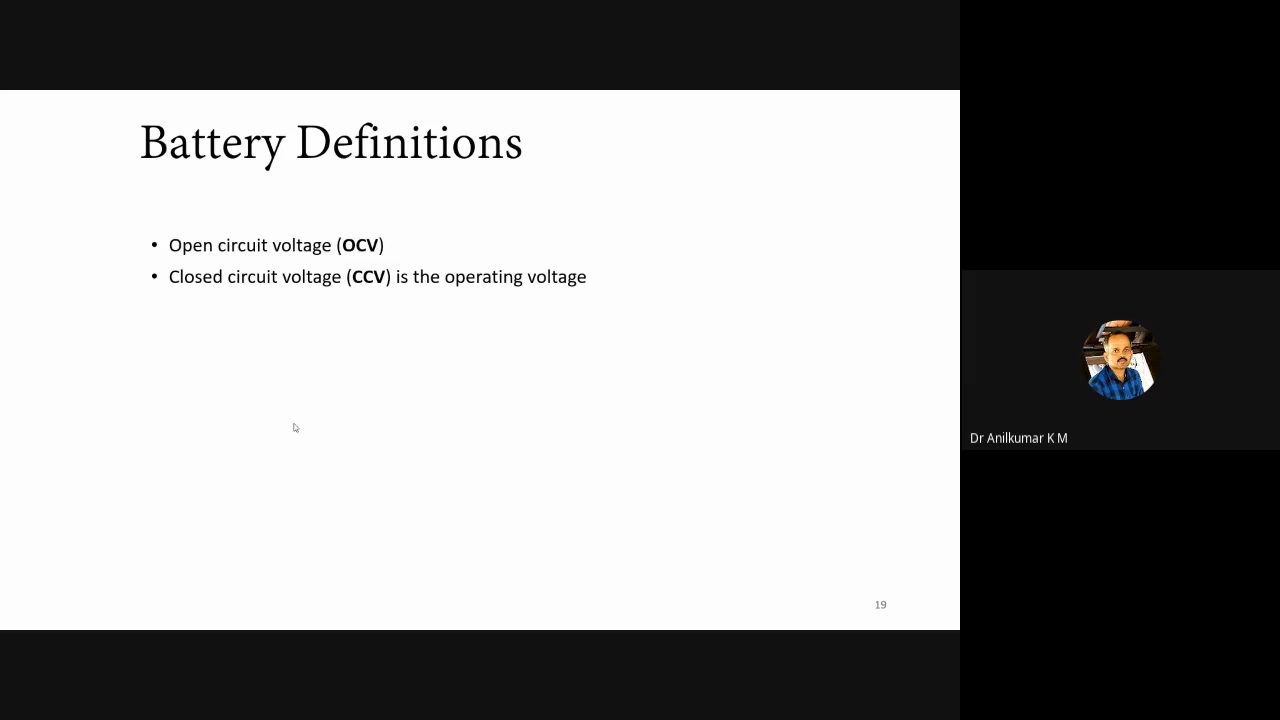 Battery Definitions
• Open circuit voltage (OCV)
• Closed circuit voltage (CCV) is the operating voltage
19
Dr Anilkumar K M